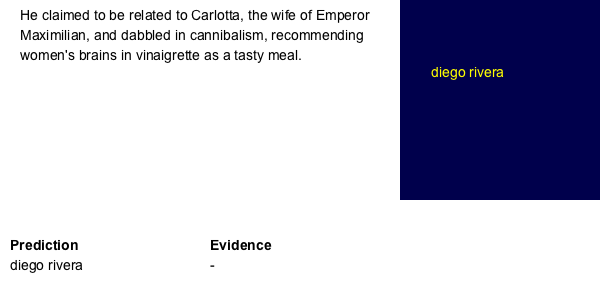 He claimed to be related to Carlotta, the wife of Emperor
Maximilian, and dabbled in cannibalism, recommending
women's brains in vinaigrette as a tasty meal.
diego rivera
Prediction Evidence
diego rivera -